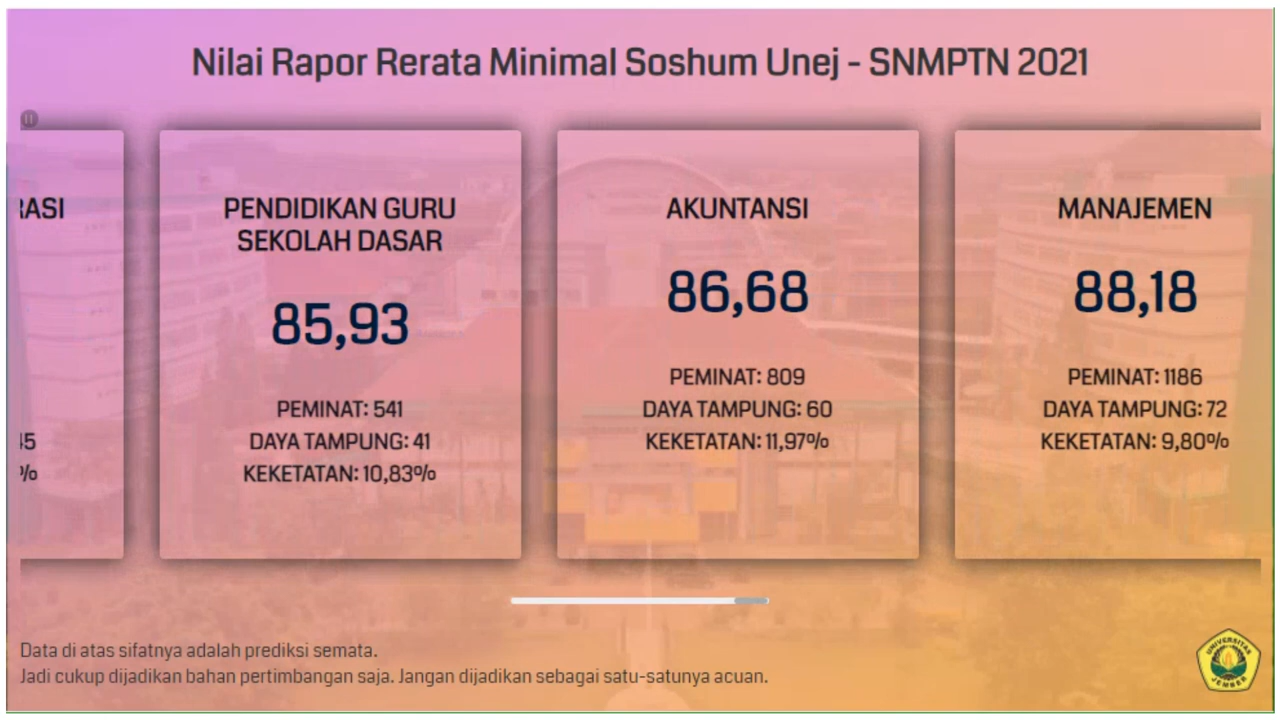 Nilai Rapor Rerata Minimal Soshum Unej - SNMPTN 2021
PENDIDIKAN GURU
SEKOLAH DASAR
85,93
PEMINAT: 541
DAYA TAMPUNG: 41
KEKETATAN: 10,83%
AKUNTANSI
86,68
PEMINAT: 809
DAYA TAMPUNG: 60
KEKETATAN: 11,97%
MANAJEMEN
88,18
PEMINAT: 1186
DAYA TAMPUNG: 72
KEKETATAN: 9,80%
Data di atas sifatnya adalah prediksi semata.
Jadi cukup dijadikan bahan pertimbangan saja. Jangan dijadikan sebagai satu-satunya acuan.
UNIVERSITAS
JEMBER